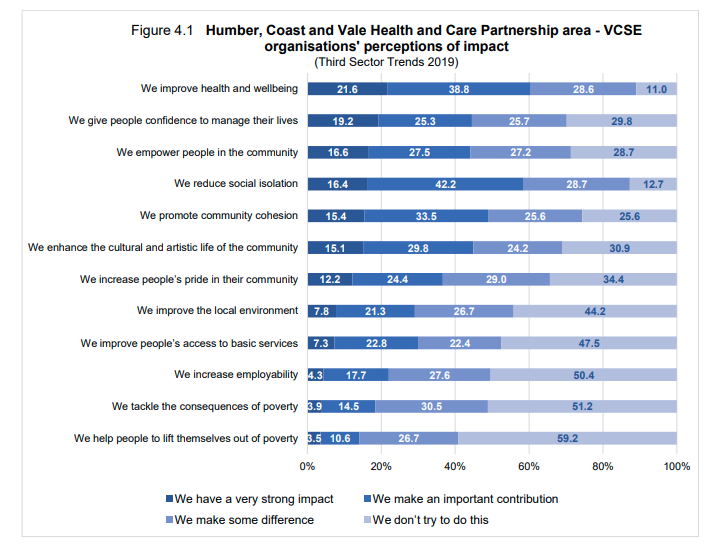 Figure 4.1 Humber, Coast and Vale Health and Care Partnership area - VCSE
organisations' perceptions of impact
(Third Sector Trends 2019)
We improve health and wellbeing 21.6 38.8 28.6 11.0
We give people confidence to manage their lives 19.2 25.3 25.7 29.8
We empower people in the community 16.6 27.5 27.2 28.7
We reduce social isolation 16.4 42.2 28.7 12.7
We promote community cohesion 15.4 33.5 25.6 25.6
We enhance the cultural and artistic life of the community 15.1 29.8 24.2 30.9
We increase people's pride in their community 12.2 24.4 29.0 34.4
We improve the local environment 7.8 21.3 26.7 44.2
We improve people's access to basic services 7.3 22.8 22.4 47.5
We increase employability 4.3 17.7 27.6 50.4
We tackle the consequences of poverty 3.9 14.5 30.5 51.2
We help people to lift themselves out of poverty 3.5 10.6 26.7 59.2
0% 20% 40% 60% 80% 100%
We have a very strong impact We make an important contribution
We make some difference We don't try to do this